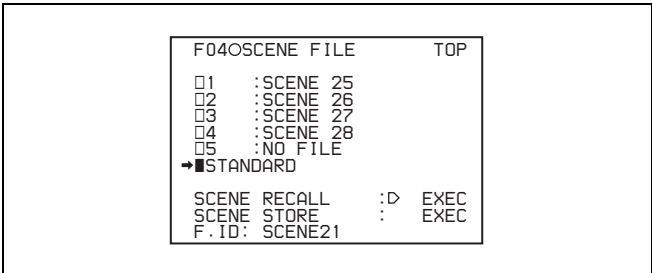 F04○SCENE FILE TOP
□1 :SCENE 25
□2 :SCENE 26
□3 :SCENE 27
□4 :SCENE 28
□5 :NO FILE
➡■STANDARD
SCENE RECALL :▷ EXEC
SCENE STORE : EXEC
F.ID: SCENE21